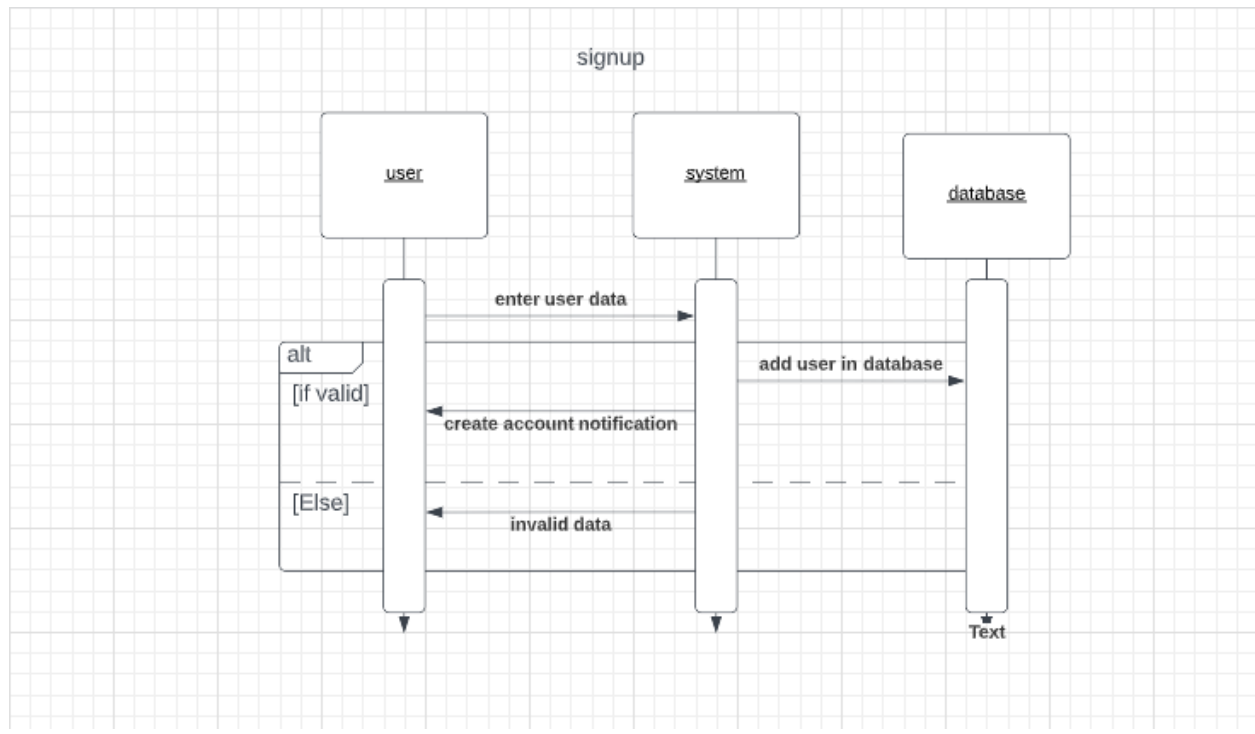 signup
user
system
database
enter user data
alt
add user in database
[if valid]
create account notification
[Else]
invalid data
Text